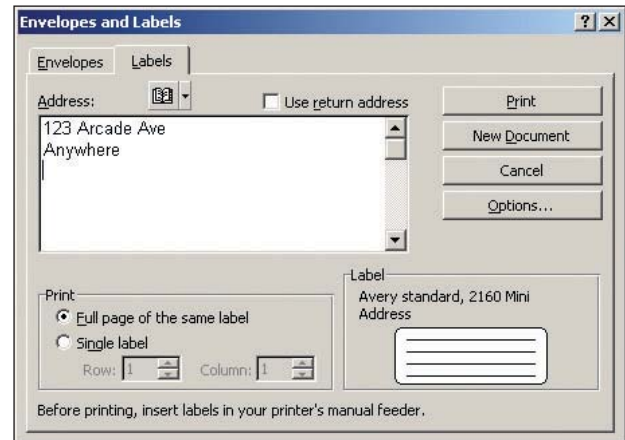 Envelopes and Labels
Envelopes Labels
Address: Use return address
123 Arcade Ave
Anywhere
Print
New Document
Cancel
Options...
Print
Full page of the same label
Single label
Row: 1 Column: 1
Label
Avery standard, 2160 Mini
Address
Before printing, insert labels in your printer's manual feeder.